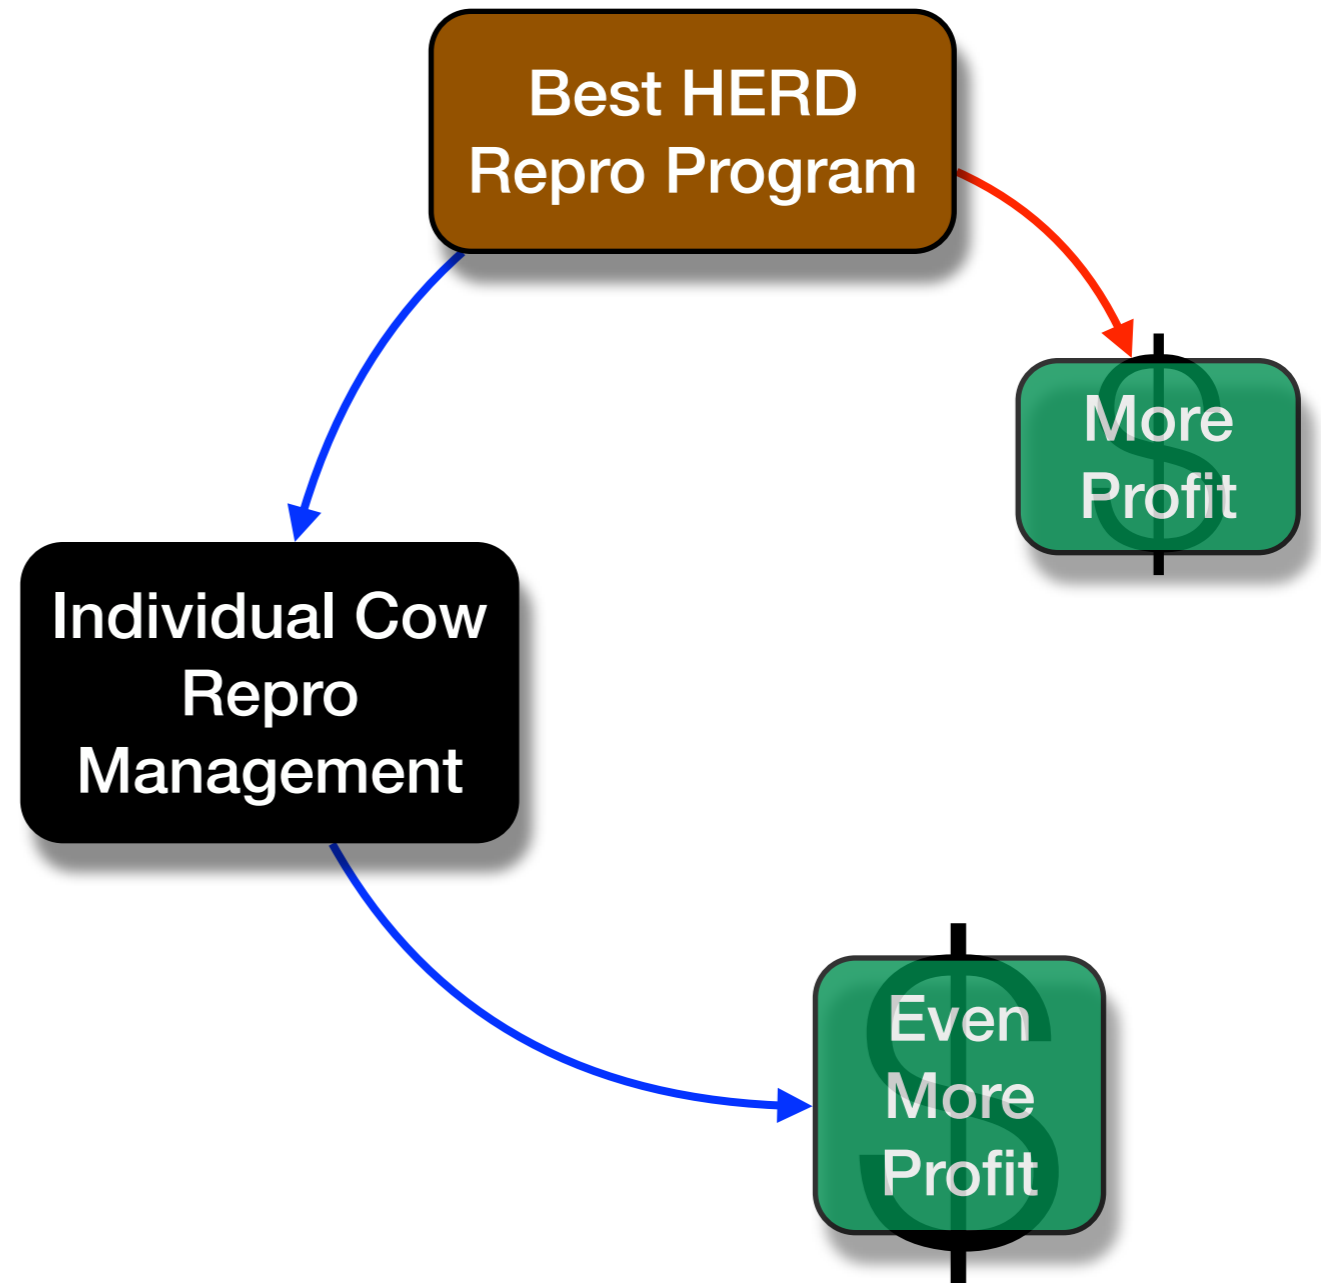 Best HERD
Repro Program
$
More
Profit
Individual Cow
Repro
Management
$
Even
More
Profit